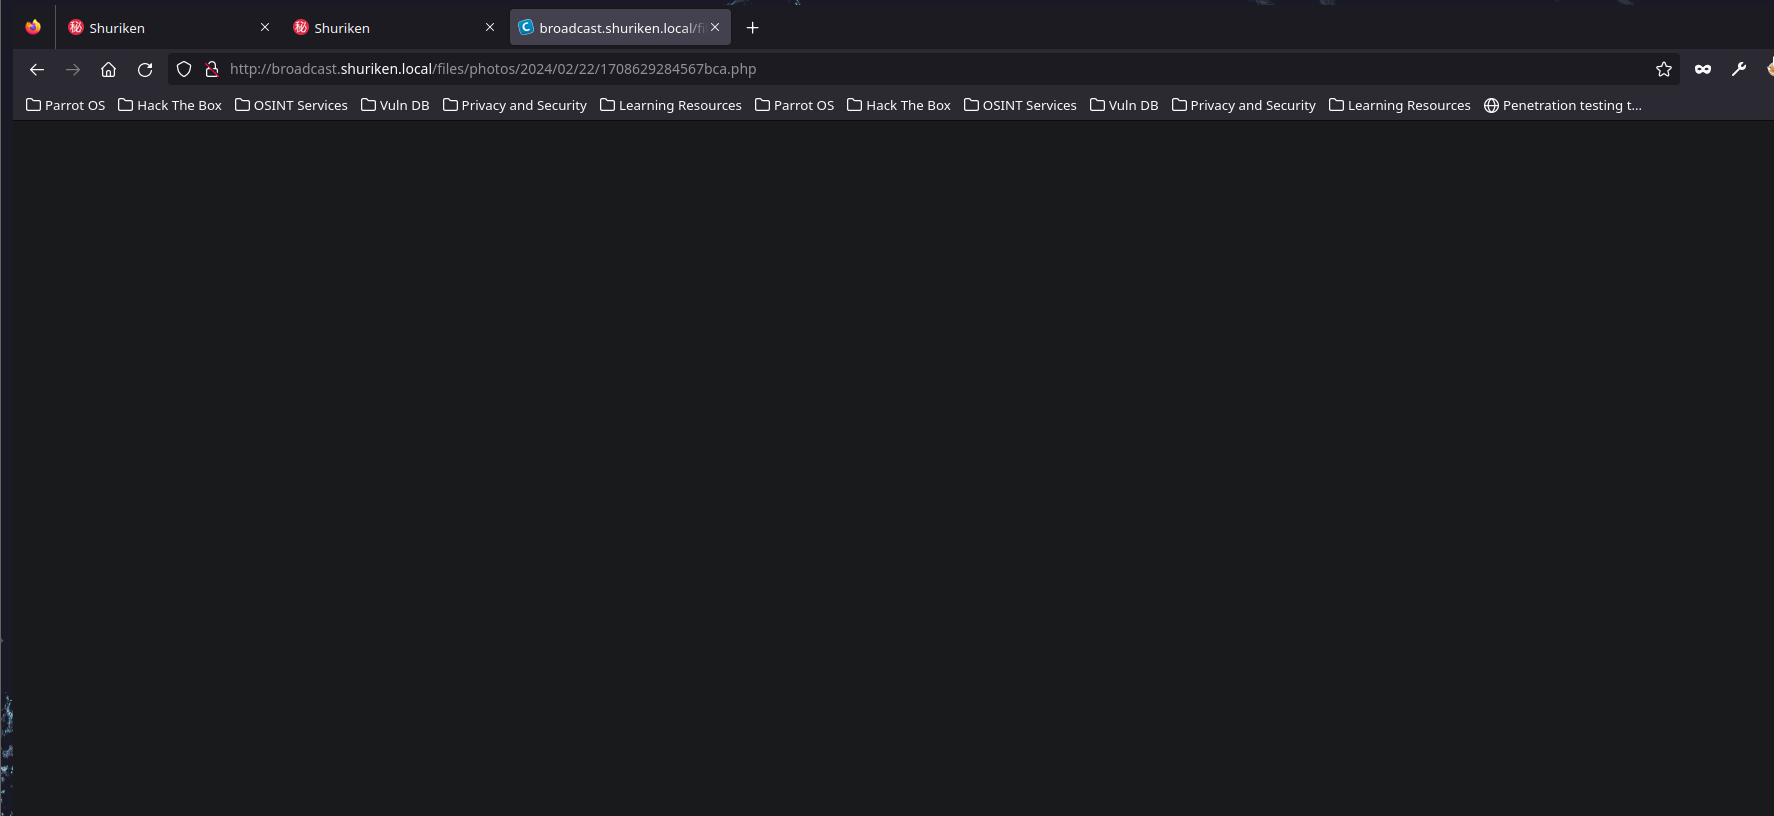 秘 Shuriken 秘 Shuriken C broadcast.shuriken.local/fi
http://broadcast.shuriken.local/files/photos/2024/02/22/1708629284567bca.php
Parrot OS Hack The Box OSINT Services Vuln DB Privacy and Security Learning Resources Parrot OS Hack The Box OSINT Services Vuln DB Privacy and Security Learning Resources Penetration testing t...